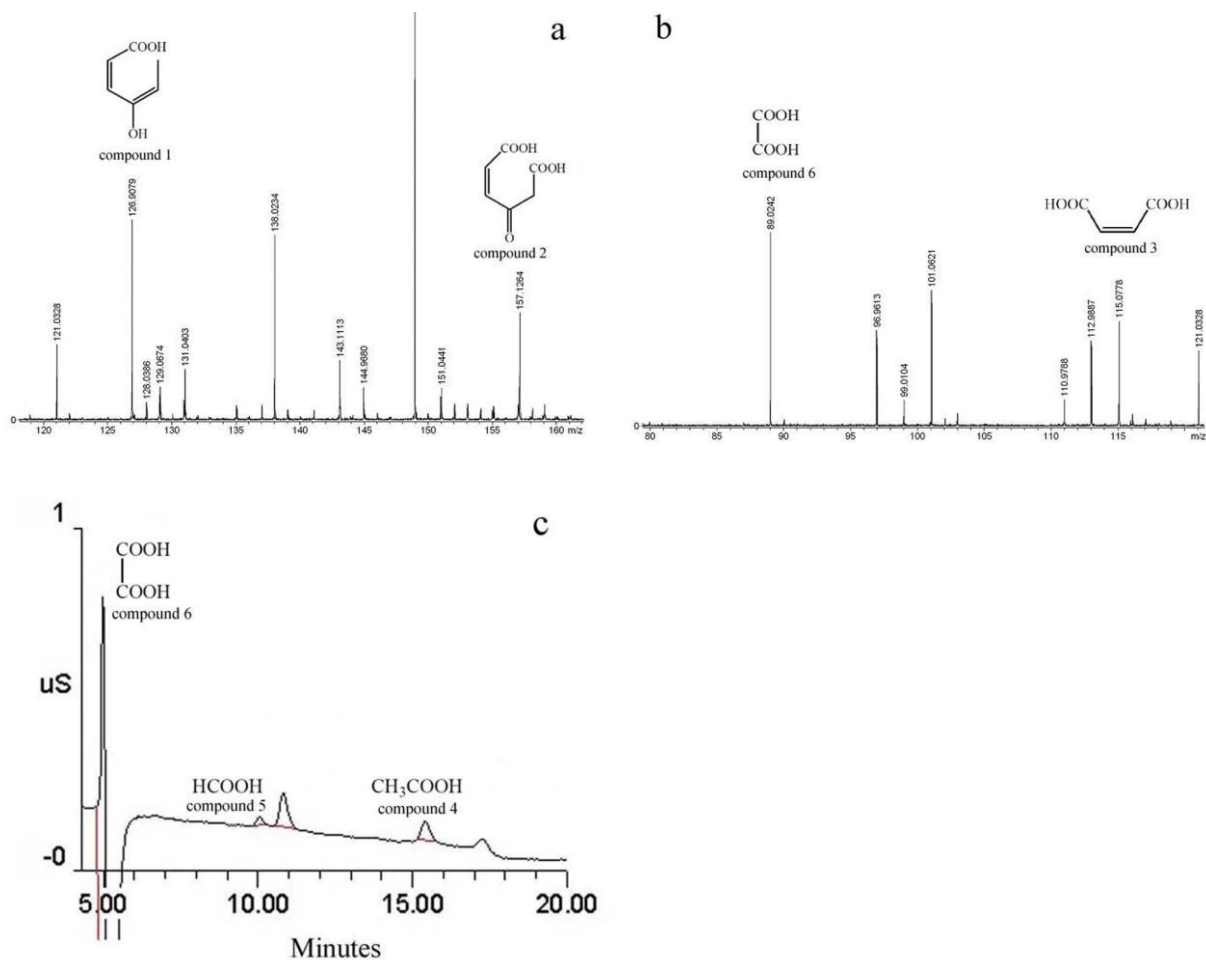 a
COOH
OH
compound 1
COOH
COOH
O
compound 2
121.0328
126.9079
128.0386
129.0674
131.0403
138.0234
143.1113
144.9680
151.0441
157.1264
0
120 125 130 135 140 145 150 155 160 m/z
b
COOH
COOH
compound 6
HOOC COOH
compound 3
89.0242
96.9613
99.0104
101.0621
110.9788
112.9887
115.0778
121.0328
0
80 85 90 95 100 105 110 115 m/z
c
1
COOH
COOH
compound 6
uS
HCOOH
compound 5
CH₃COOH
compound 4
-0
5.00 10.00 15.00 20.00
Minutes